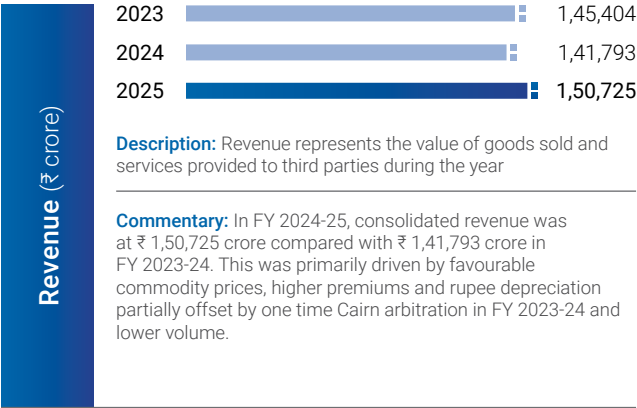 Revenue (₹ crore)
2023 1,45,404
2024 1,41,793
2025 1,50,725
Description: Revenue represents the value of goods sold and
services provided to third parties during the year
Commentary: In FY 2024-25, consolidated revenue was
at ₹ 1,50,725 crore compared with ₹ 1,41,793 crore in
FY 2023-24. This was primarily driven by favourable
commodity prices, higher premiums and rupee depreciation
partially offset by one time Cairn arbitration in FY 2023-24 and
lower volume.